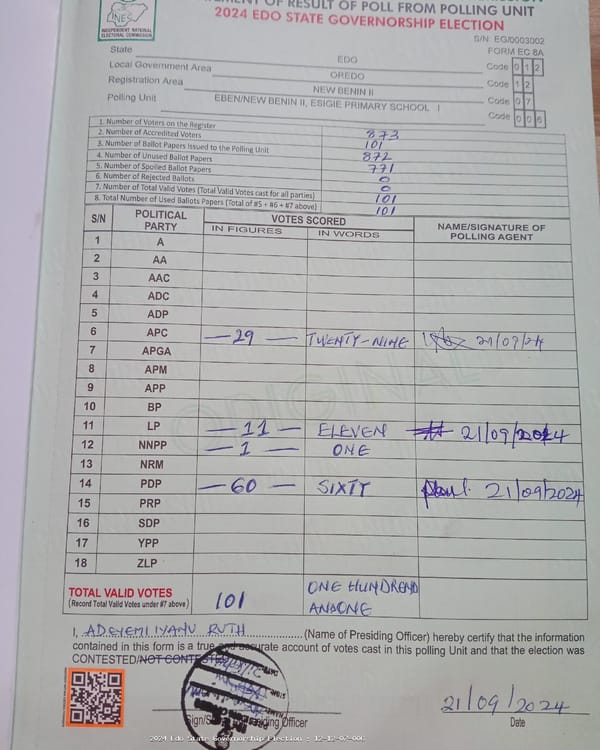 OF RESULT OF POLL FROM POLLING UNIT
2024 EDO STATE GOVERNORSHIP ELECTION
INEC
INDEPENDENT NATIONAL
ELECTORAL COMMISSION
S/N: EG/0003002
FORM EC 8A
State EDO
Local Government Area OREDO Code 0 1 2
Registration Area NEW BENIN II Code 1 2
Polling Unit EBEN/NEW BENIN II, ESIGIE PRIMARY SCHOOL I Code 0 7
Code 0 0 6
1. Number of Voters on the Register 873
2. Number of Accredited Voters 101
3. Number of Ballot Papers Issued to the Polling Unit 872
4. Number of Unused Ballot Papers 771
5. Number of Spoiled Ballot Papers 0
6. Number of Rejected Ballots 0
7. Number of Total Valid Votes (Total Valid Votes cast for all parties) 101
8. Total Number of Used Ballots Papers (Total of #5 + #6 + #7 above) 101
S/N POLITICAL PARTY VOTES SCORED NAME/SIGNATURE OF POLLING AGENT
IN FIGURES IN WORDS
1 A
2 AA
3 AAC
4 ADC
5 ADP
6 APC —29— TWENTY-NINE 21/09/24
7 APGA
8 APM
9 APP
10 BP
11 LP —11— ELEVEN 21/09/2024
12 NNPP —1— ONE
13 NRM
14 PDP —60— SIXTY 21/09/2024
15 PRP
16 SDP
17 YPP
18 ZLP
ORIGINAL
TOTAL VALID VOTES 101 ONE HUNDREND
(Record Total Valid Votes under #7 above) AND ONE
I, ADEYEMI IYANU RUTH (Name of Presiding Officer) hereby certify that the information
contained in this form is a true and accurate account of votes cast in this polling Unit and that the election was
CONTESTED/NOT CONTESTED
21/09/2024
Sign/ Presiding Officer Date
2024 Edo State Governorship Election : 12-12-07-006